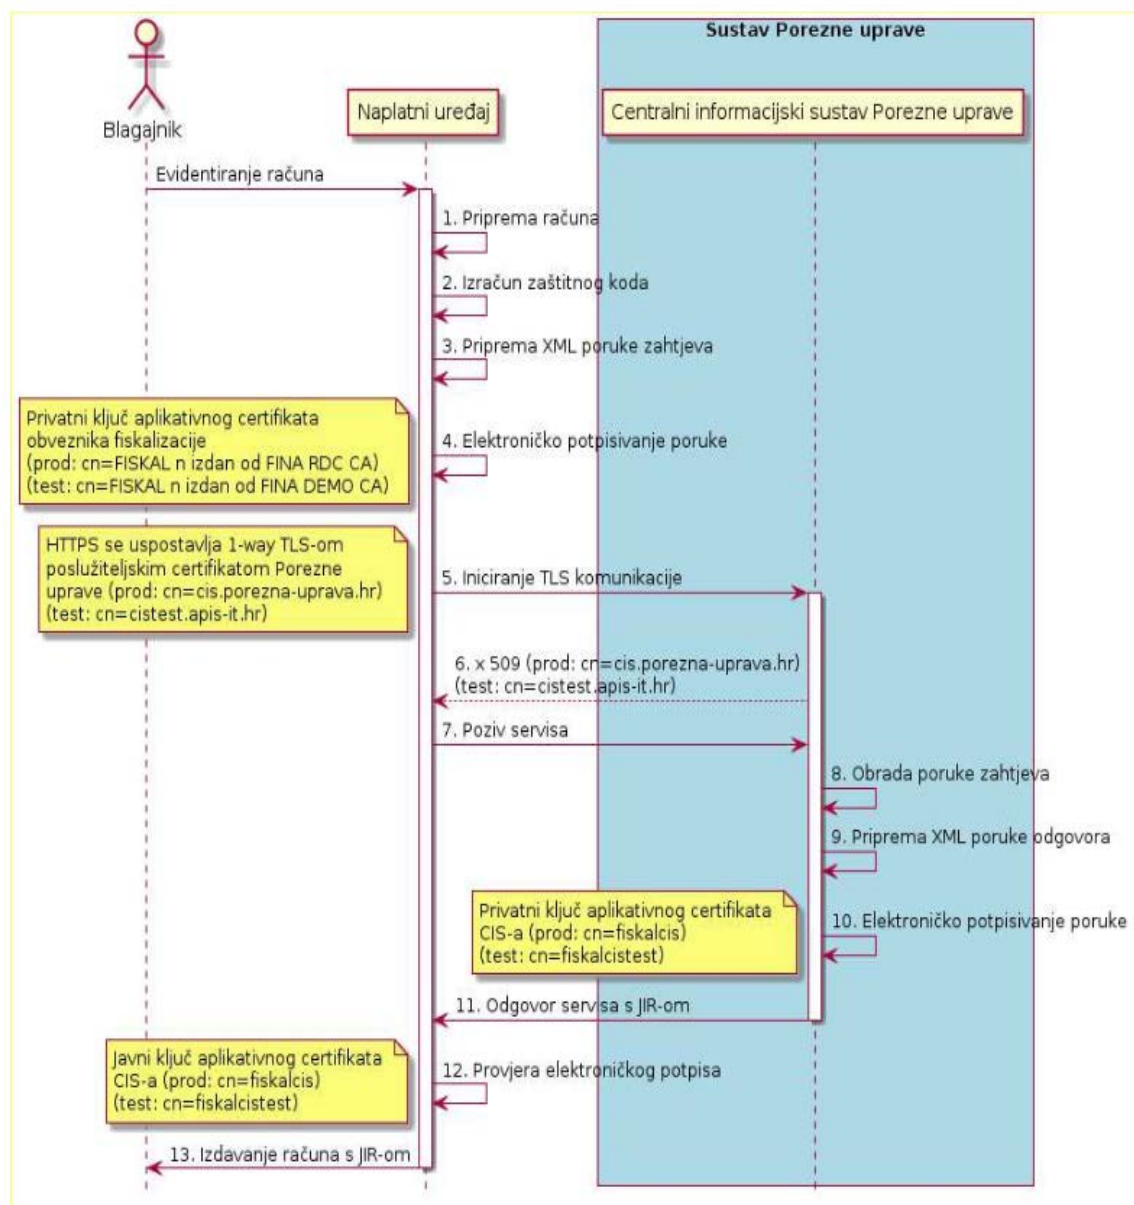 Sustav Porezne uprave
Blagajnik
Naplatni uređaj
Centralni informacijski sustav Porezne uprave
Evidentiranje računa
1. Priprema računa
2. Izračun zaštitnog koda
3. Priprema XML poruke zahtjeva
Privatni ključ aplikativnog certifikata
obveznika fiskalizacije
(prod: cn=FISKAL n izdan od FINA RDC CA)
(test: cn=FISKAL n izdan od FINA DEMO CA)
4. Elektroničko potpisivanje poruke
HTTPS se uspostavlja 1-way TLS-om
poslužiteljskim certifikatom Porezne
uprave (prod: cn=cis.porezna-uprava.hr)
(test: cn=cistest.apis-it.hr)
5. Iniciranje TLS komunikacije
6. x 509 (prod: cn=cis.porezna-uprava.hr)
(test: cn=cistest.apis-it.hr)
7. Poziv servisa
8. Obrada poruke zahtjeva
9. Priprema XML poruke odgovora
Privatni ključ aplikativnog certifikata
CIS-a (prod: cn=fiskalcis)
(test: cn=fiskalcistest)
10. Elektroničko potpisivanje poruke
11. Odgovor servisa s JIR-om
Javni ključ aplikativnog certifikata
CIS-a (prod: cn=fiskalcis)
(test: cn=fiskalcistest)
12. Provjera elektroničkog potpisa
13. Izdavanje računa s JIR-om